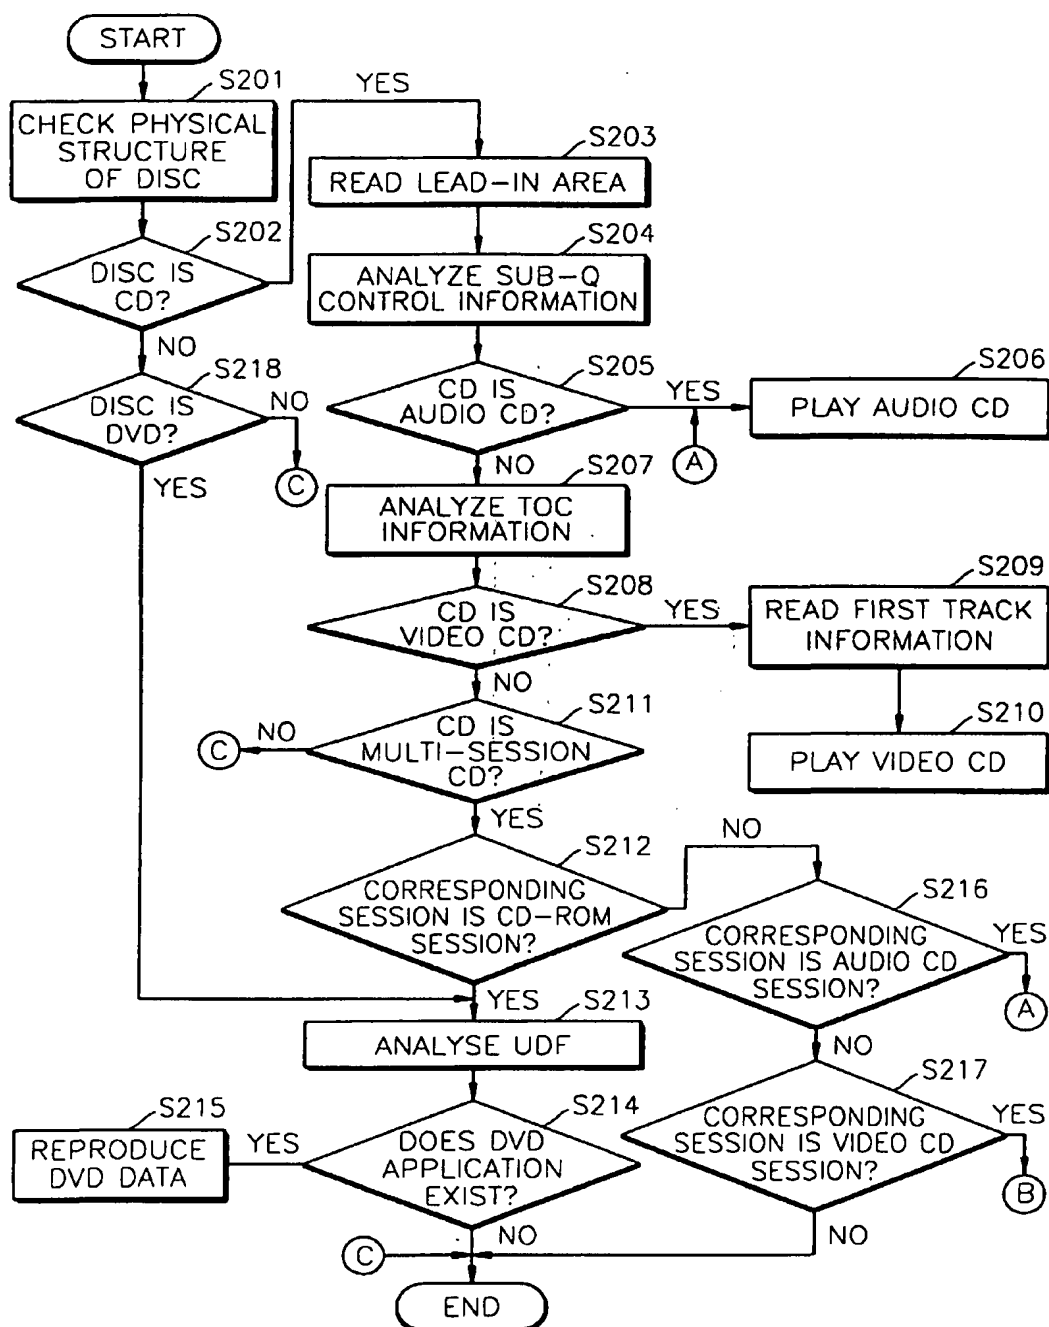 START
S201
CHECK PHYSICAL
STRUCTURE
OF DISC
S202
DISC IS
CD?
YES
NO
S203
READ LEAD-IN AREA
S204
ANALYZE SUB-Q
CONTROL INFORMATION
S218
DISC IS
DVD?
NO
C
YES
S205
CD IS
AUDIO CD?
YES
A
NO
S206
PLAY AUDIO CD
S207
ANALYZE TOC
INFORMATION
S208
CD IS
VIDEO CD?
YES
NO
S209
READ FIRST TRACK
INFORMATION
S210
PLAY VIDEO CD
S211
CD IS
MULTI-SESSION
CD?
NO
C
YES
S212
CORRESPONDING
SESSION IS CD-ROM
SESSION?
NO
YES
S216
CORRESPONDING
SESSION IS AUDIO CD
SESSION?
YES
A
NO
S213
ANALYSE UDF
S217
CORRESPONDING
SESSION IS VIDEO CD
SESSION?
YES
B
NO
S214
DOES DVD
APPLICATION
EXIST?
YES
S215
REPRODUCE
DVD DATA
NO
C
END